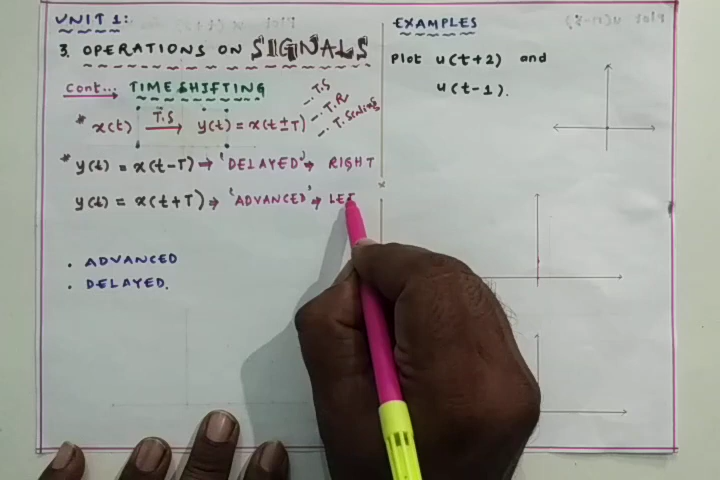 UNIT 1:
3. OPERATIONS ON SIGNALS
Cont... TIME SHIFTING
* x(t) T.S → y(t) = x(t ± T)
- T.S
- T.R
- T. Scaling
* y(t) = x(t-T) → 'DELAYED' → RIGHT
y(t) = x(t+T) → 'ADVANCED' → LEF
• ADVANCED
• DELAYED.
EXAMPLES
Plot u(t+2) and
u(t-1).